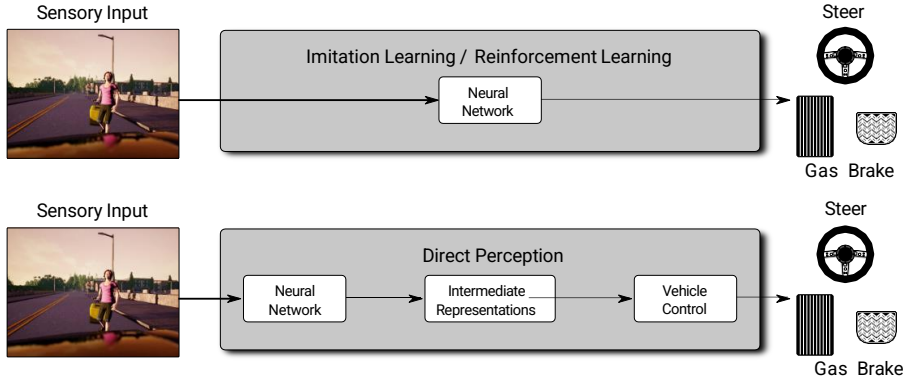 Sensory Input
Imitation Learning / Reinforcement Learning
Neural
Network
Steer
Gas Brake
Sensory Input
Direct Perception
Neural
Network
Intermediate
Representations
Vehicle
Control
Steer
Gas Brake